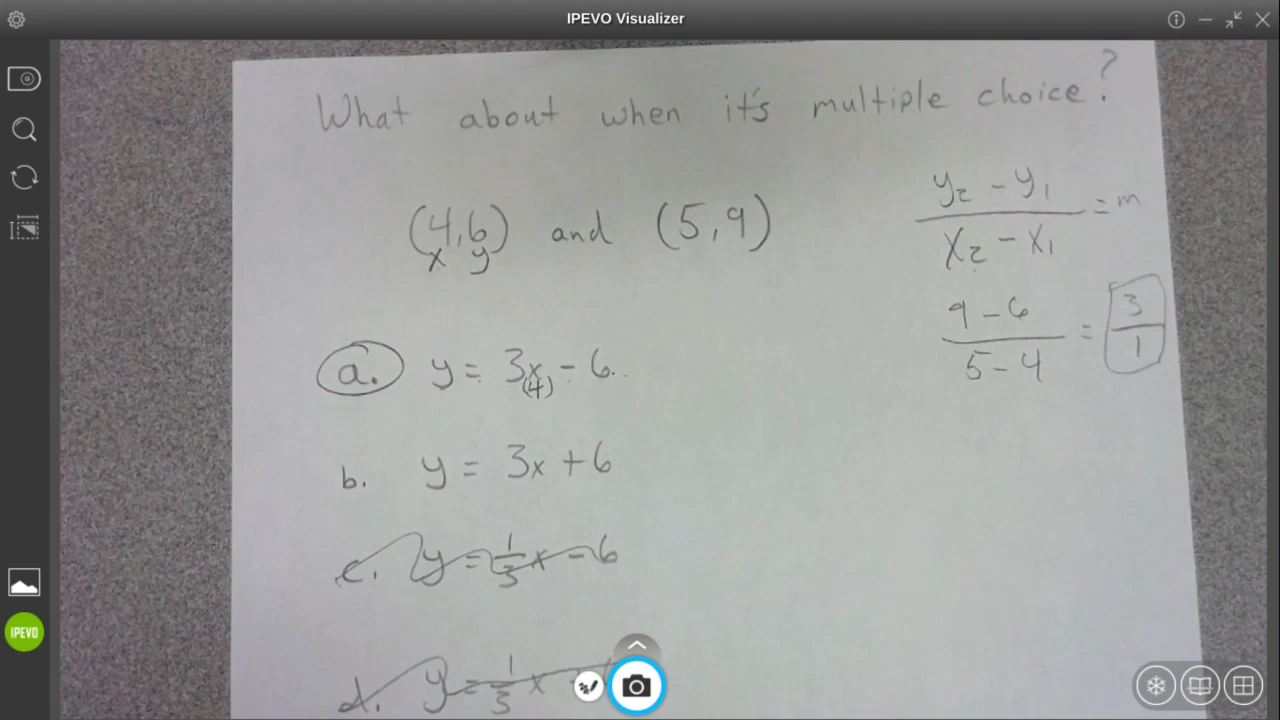 IPEVO Visualizer
What about when it's multiple choice?
(4,6) and (5,9)
x y
y2 - y1 / x2 - x1 = m
9 - 6 / 5 - 4 = 3 / 1
a. y = 3x - 6
(4)
b. y = 3x + 6
c. y = 1/3 x - 6
d. y = 1/3 x
IPEVO